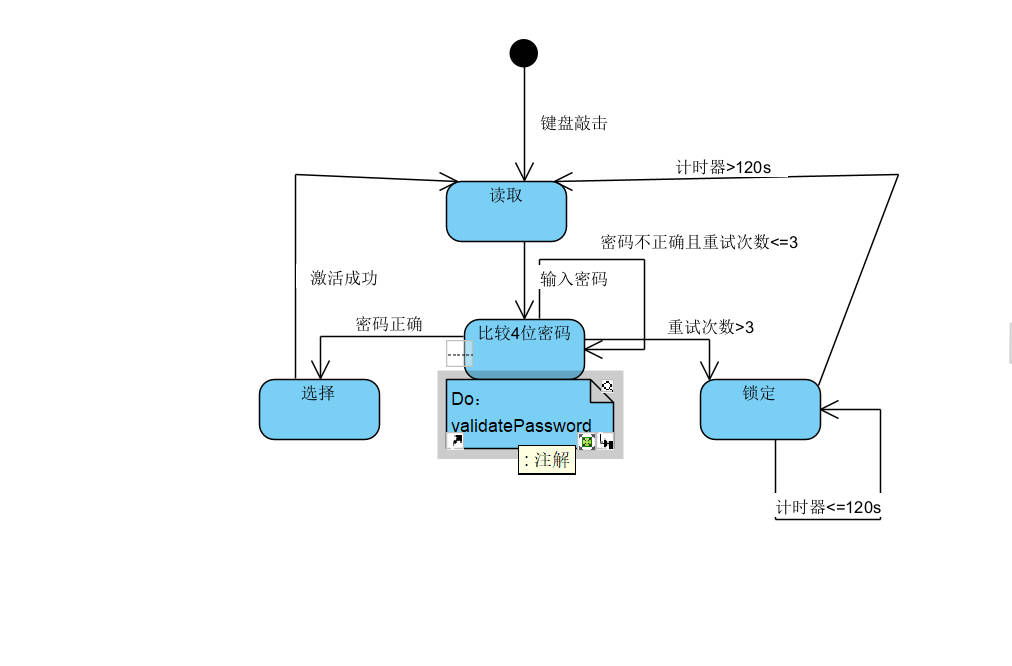 键盘敲击
计时器>120s
读取
密码不正确且重试次数<=3
激活成功
输入密码
密码正确
比较4位密码
重试次数>3
选择
锁定
Do：
validatePassword
: 注解
计时器<=120s